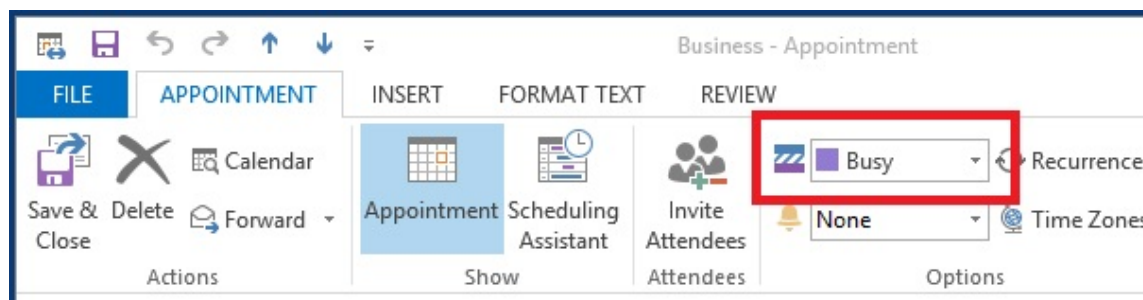 Business - Appointment
FILE APPOINTMENT INSERT FORMAT TEXT REVIEW
Save & Close
Delete
Calendar
Forward
Actions
Appointment
Scheduling Assistant
Show
Invite Attendees
Attendees
Busy
Recurrence
None
Time Zones
Options